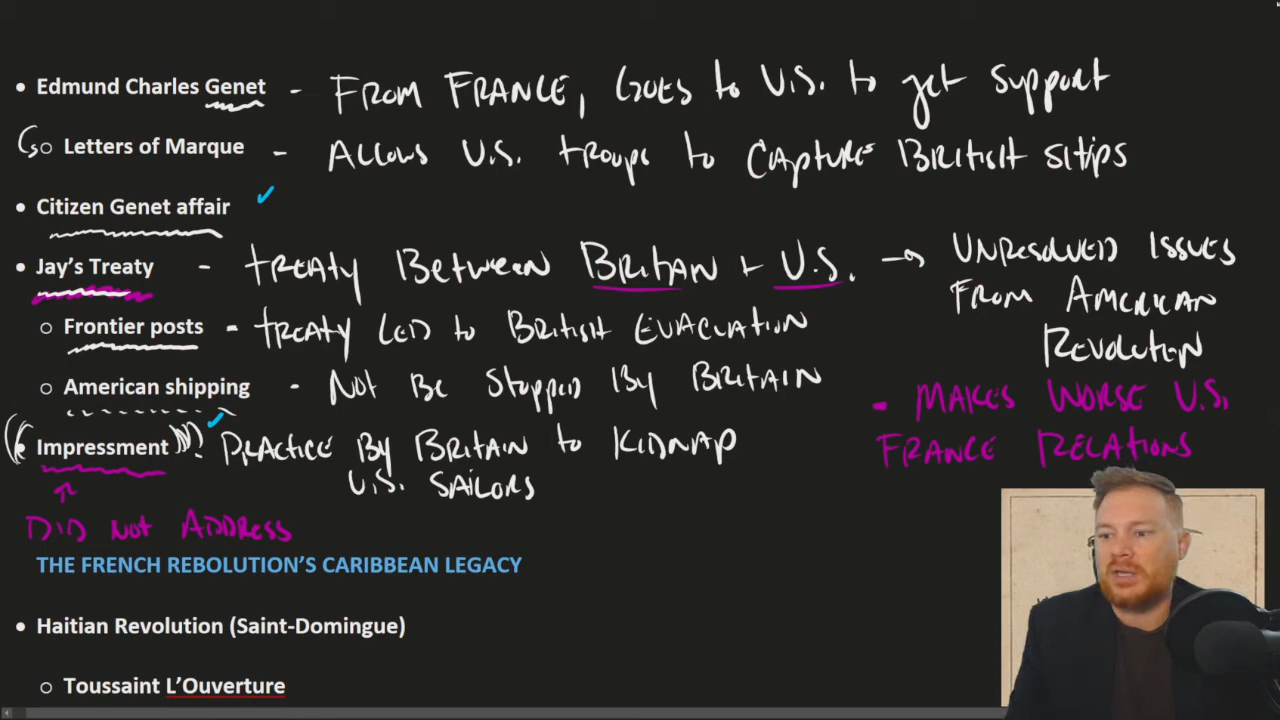 • Edmund Charles Genet - FROM FRANCE, GOES to U.S. to get support
○ Letters of Marque - ALLOWS U.S. troops to CAPTURE BRITISH SHIPS
• Citizen Genet affair ✓
• Jay's Treaty - TREATY BETWEEN BRITAIN + U.S. → UNRESOLVED ISSUES
FROM AMERICAN
REVOLUTION
○ Frontier posts - TREATY LED to BRITISH EVACUATION
○ American shipping - NOT BE STOPPED BY BRITAIN
- MAKES WORSE U.S.
FRANCE RELATIONS
Impressment ? PRACTICE BY BRITAIN to KIDNAP
U.S. SAILORS
DID NOT ADDRESS
THE FRENCH REBOLUTION'S CARIBBEAN LEGACY
• Haitian Revolution (Saint-Domingue)
○ Toussaint L'Ouverture